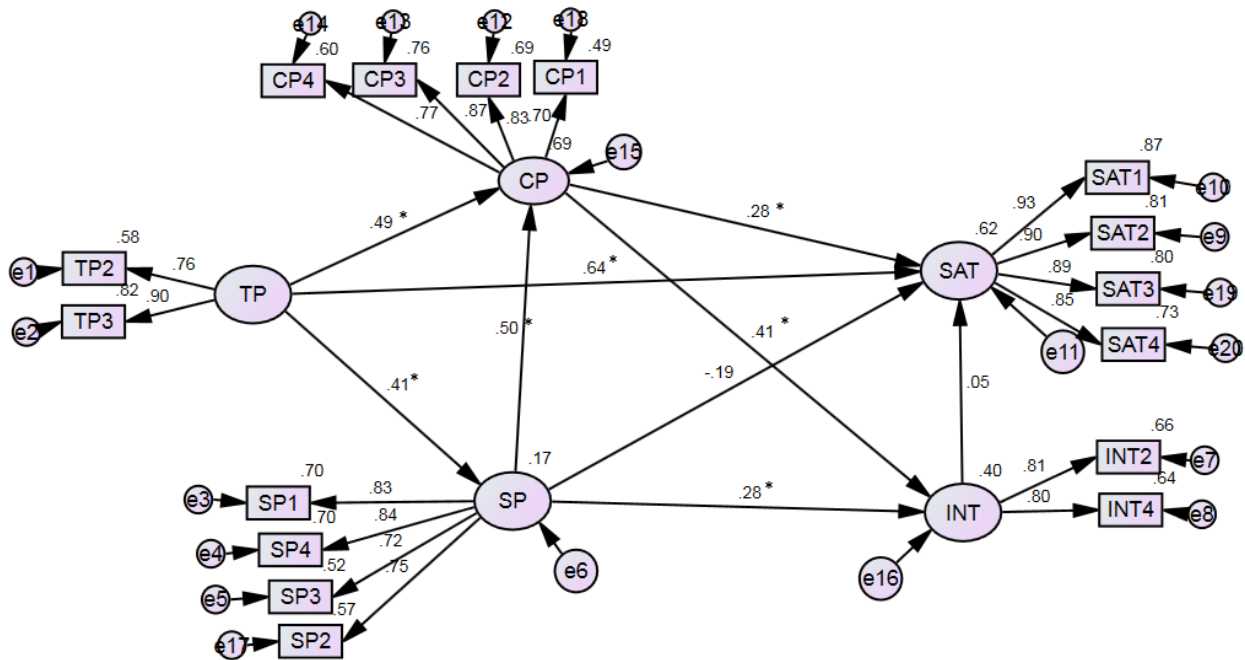 e14 e13 e12 e18
.60 .76 .69 .49
CP4 CP3 CP2 CP1
.77 .87 .83 .70
.69 e15
CP
.87
SAT1 e10
.49* .28* .93 .81
.62 .90 SAT2 e9
.58 .80
e1 TP2 .76 TP .64* SAT .89 SAT3 e19
.82 .90 .85 .73
e2 TP3 .50* .41* e11 SAT4 e20
.41* -.19 .05
.66
.17 .40 .81 INT2 e7
.70 .64
e3 SP1 .83 SP .28* INT .80 INT4 e8
.70 .84
e4 SP4 .72
.52 .75 e6 e16
e5 SP3
.57
e17 SP2